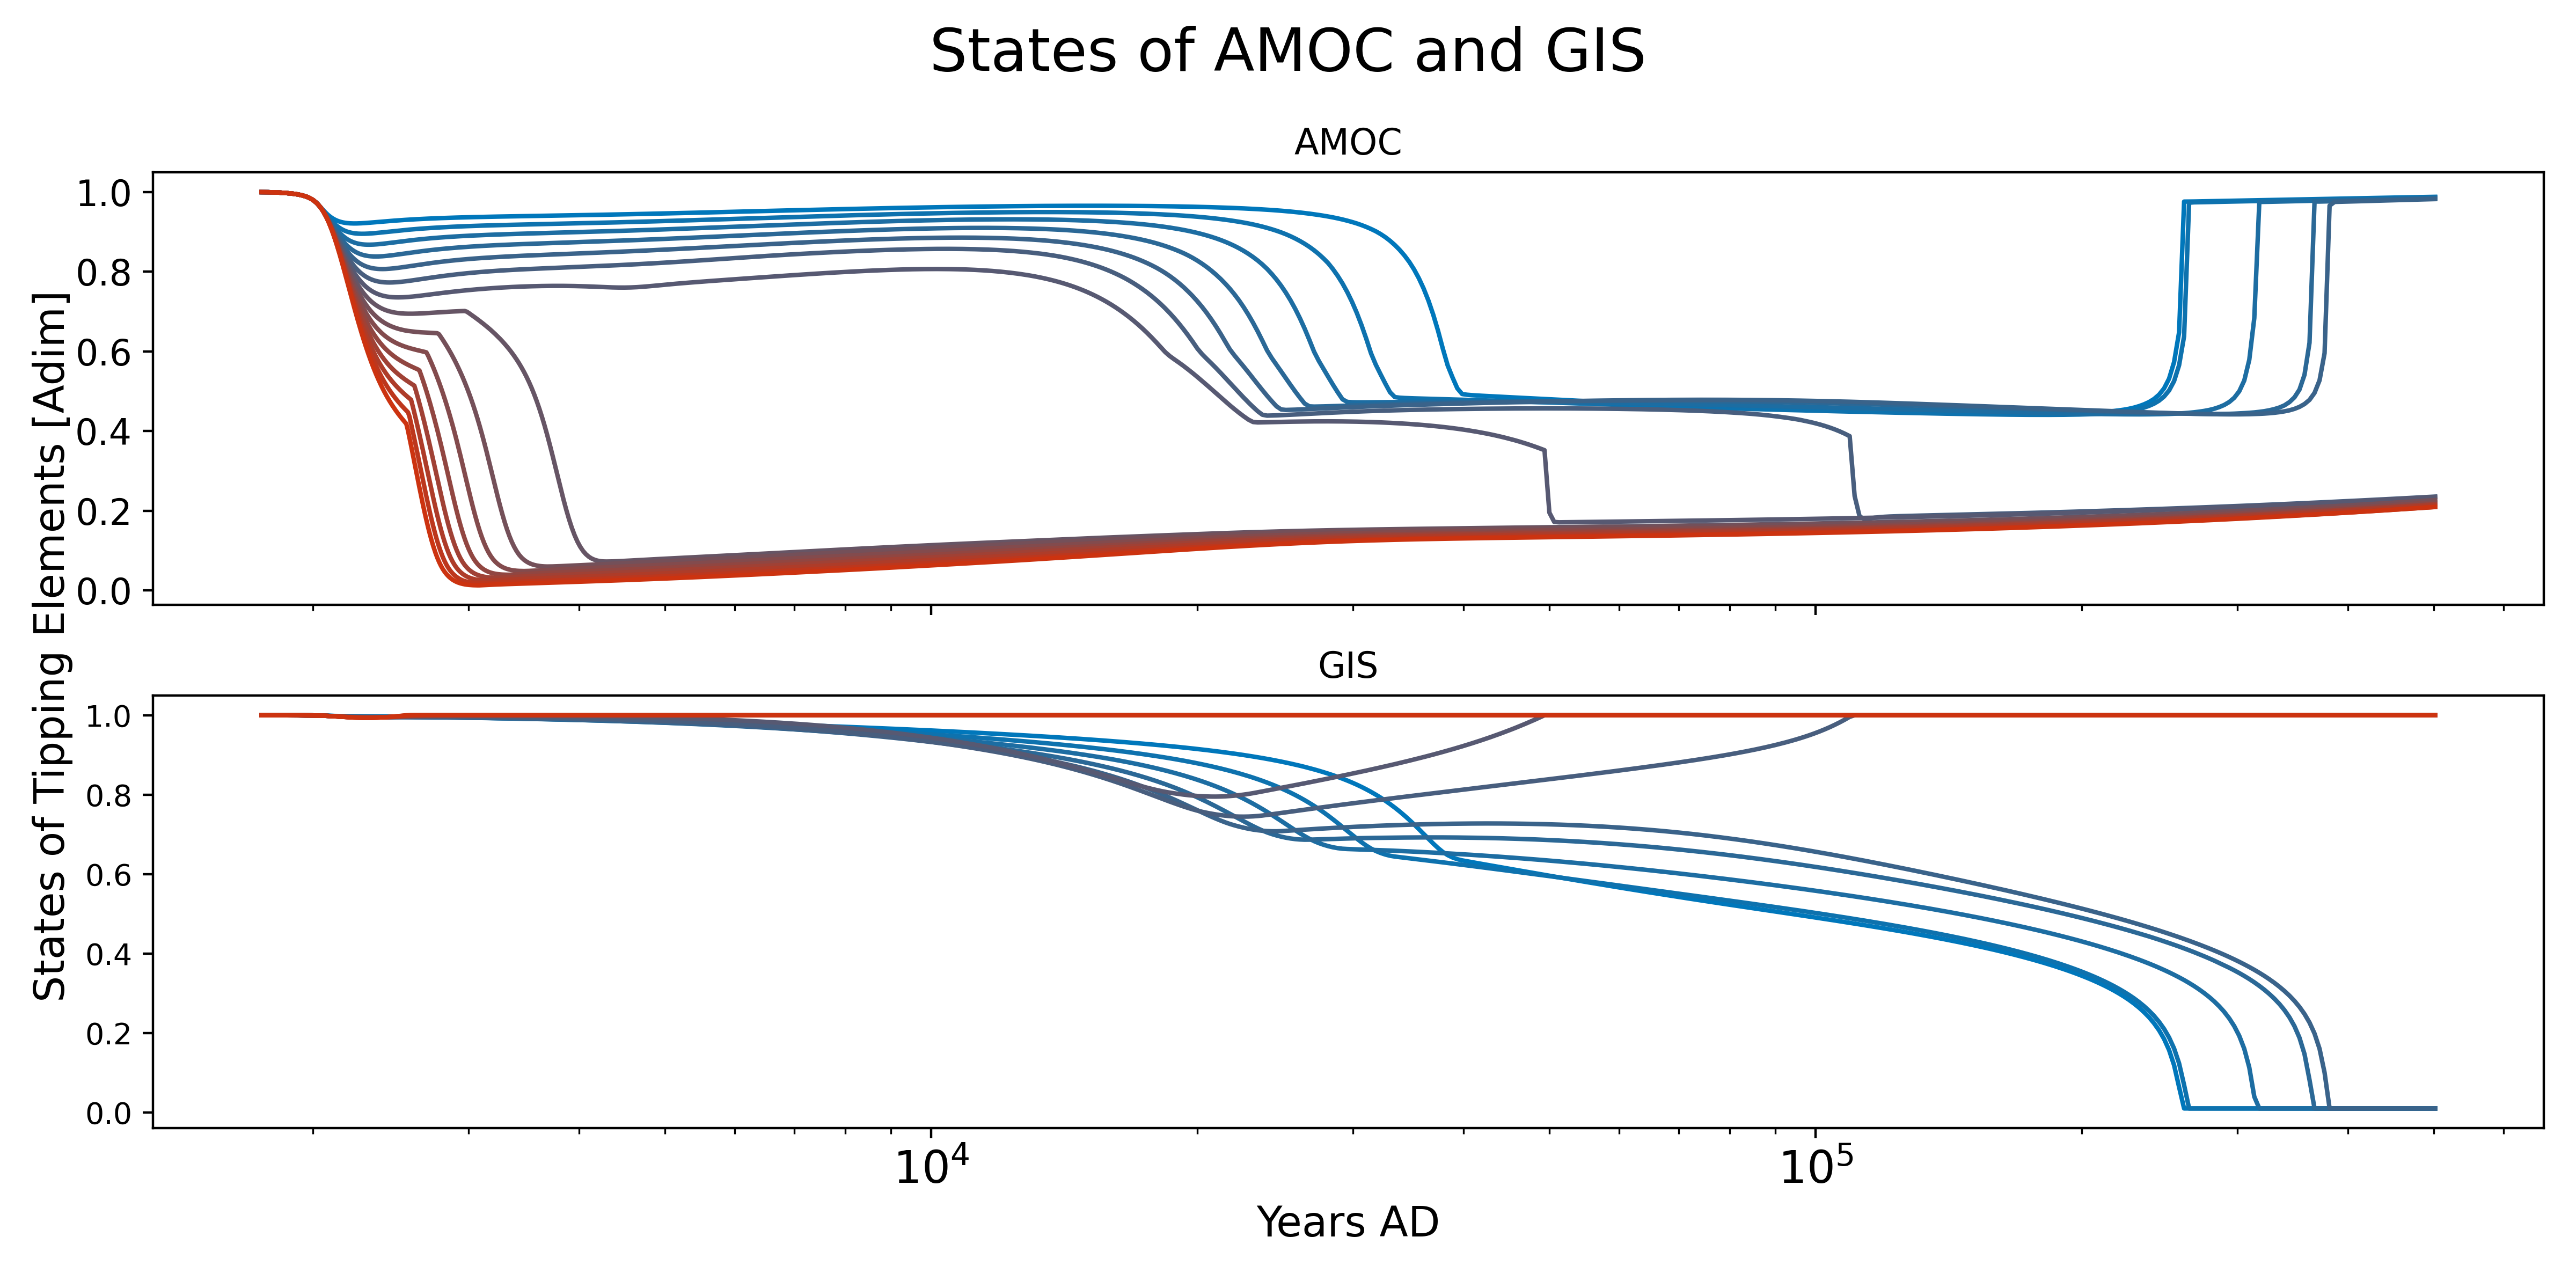 States of AMOC and GIS
AMOC
1.0
0.8
0.6
0.4
0.2
0.0
States of Tipping Elements [Adim]
GIS
1.0
0.8
0.6
0.4
0.2
0.0
10⁴
10⁵
Years AD